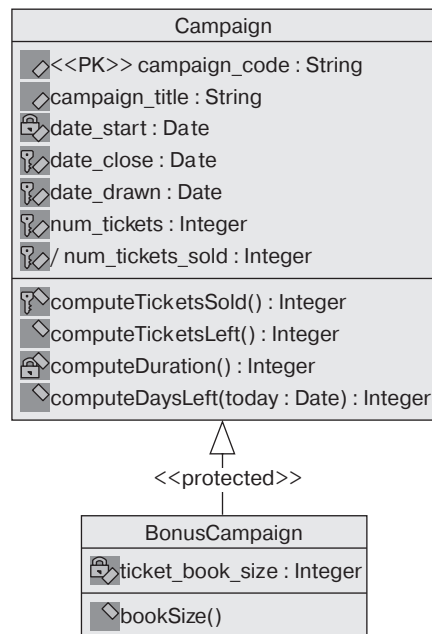 Campaign
<<PK>> campaign_code : String
campaign_title : String
date_start : Date
date_close : Date
date_drawn : Date
num_tickets : Integer
/ num_tickets_sold : Integer
computeTicketsSold() : Integer
computeTicketsLeft() : Integer
computeDuration() : Integer
computeDaysLeft(today : Date) : Integer
<<protected>>
BonusCampaign
ticket_book_size : Integer
bookSize()